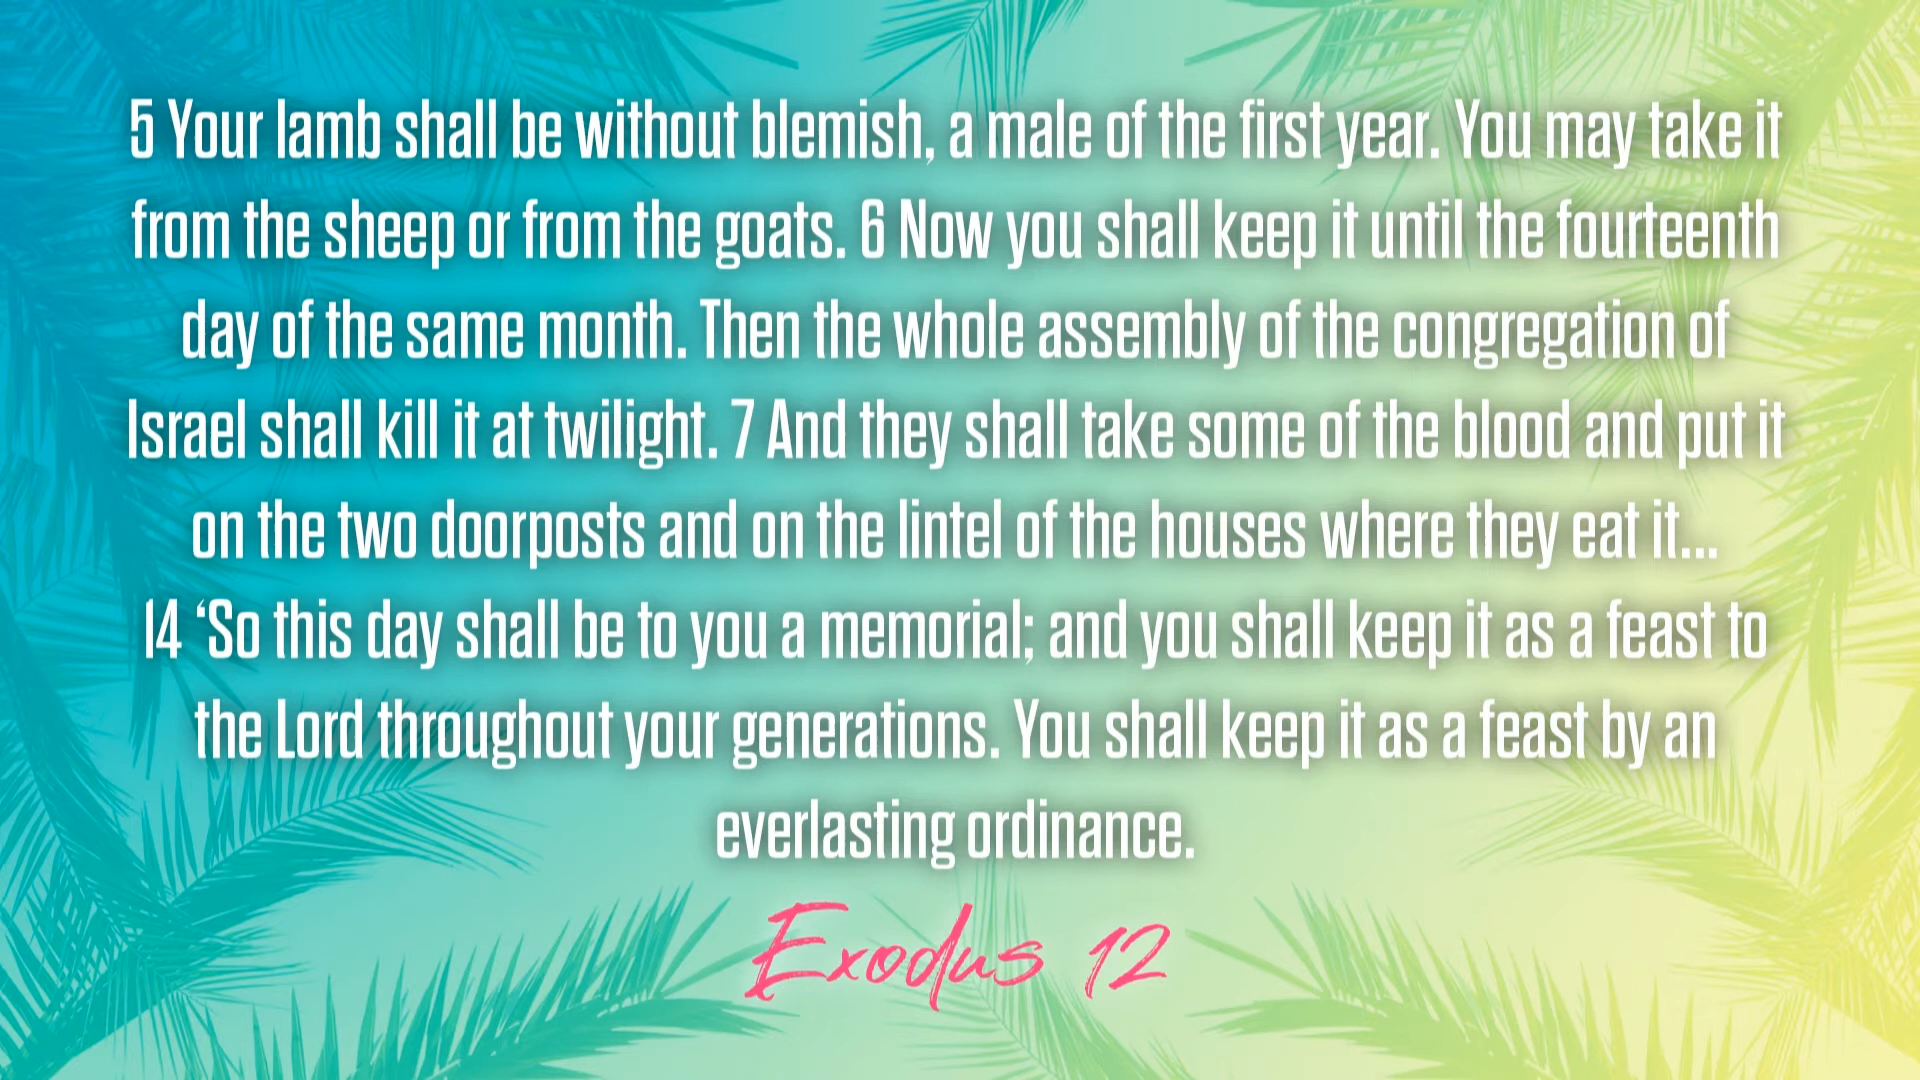 5 Your lamb shall be without blemish, a male of the first year. You may take it
from the sheep or from the goats. 6 Now you shall keep it until the fourteenth
day of the same month. Then the whole assembly of the congregation of
Israel shall kill it at twilight. 7 And they shall take some of the blood and put it
on the two doorposts and on the lintel of the houses where they eat it...
14 ‘So this day shall be to you a memorial; and you shall keep it as a feast to
the Lord throughout your generations. You shall keep it as a feast by an
everlasting ordinance.
Exodus 12